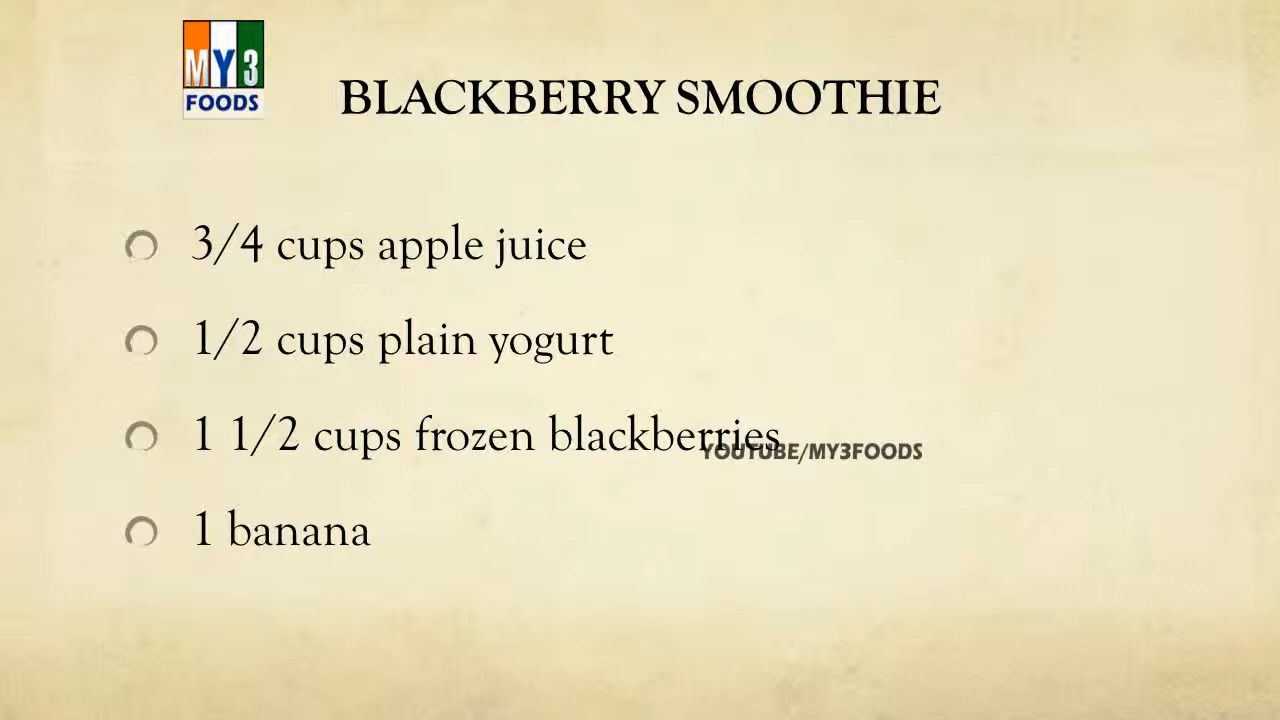 MY3
FOODS
BLACKBERRY SMOOTHIE
3/4 cups apple juice
1/2 cups plain yogurt
1 1/2 cups frozen blackberries
YOUTUBE/MY3FOODS
1 banana